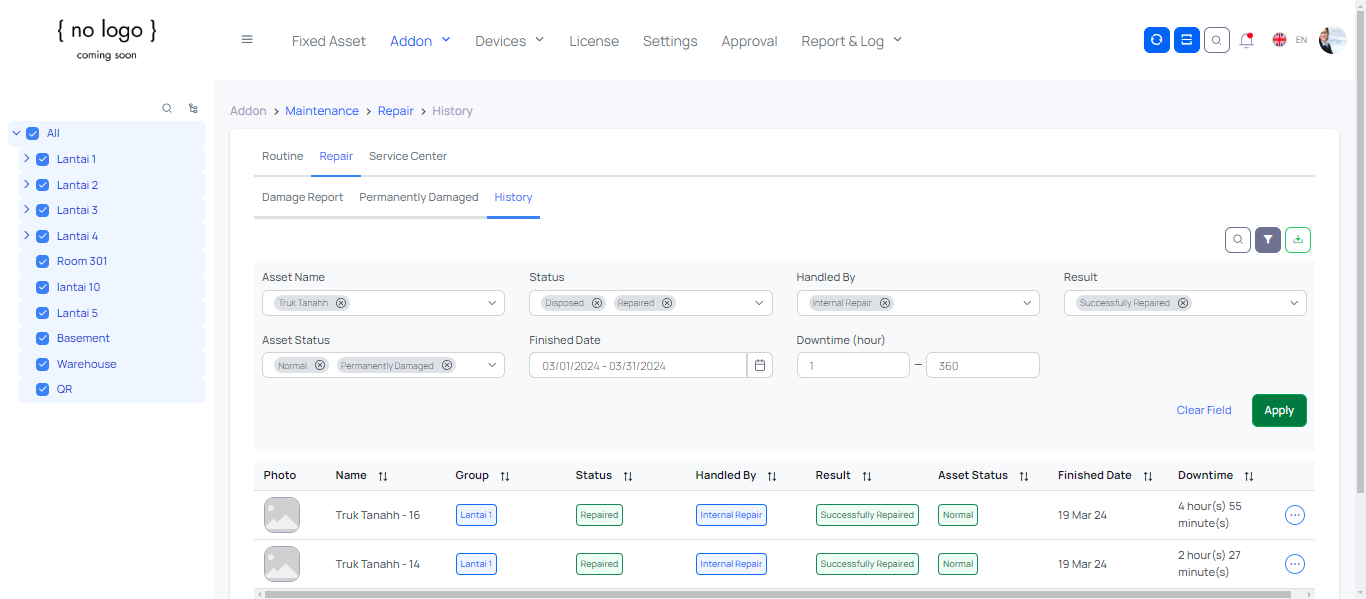 { no logo }
coming soon
Fixed Asset Addon Devices License Settings Approval Report & Log EN
All
Lantai 1
Lantai 2
Lantai 3
Lantai 4
Room 301
lantai 10
Lantai 5
Basement
Warehouse
QR
Addon > Maintenance > Repair > History
Routine Repair Service Center
Damage Report Permanently Damaged History
Asset Name Status Handled By Result
Truk Tanahh Disposed Repaired Internal Repair Successfully Repaired
Asset Status Finished Date Downtime (hour)
Normal Permanently Damaged 03/01/2024 - 03/31/2024 1 – 360
Clear Field Apply
Photo Name Group Status Handled By Result Asset Status Finished Date Downtime
Truk Tanahh - 16 Lantai 1 Repaired Internal Repair Successfully Repaired Normal 19 Mar 24 4 hour(s) 55
minute(s)
Truk Tanahh - 14 Lantai 1 Repaired Internal Repair Successfully Repaired Normal 19 Mar 24 2 hour(s) 27
minute(s)